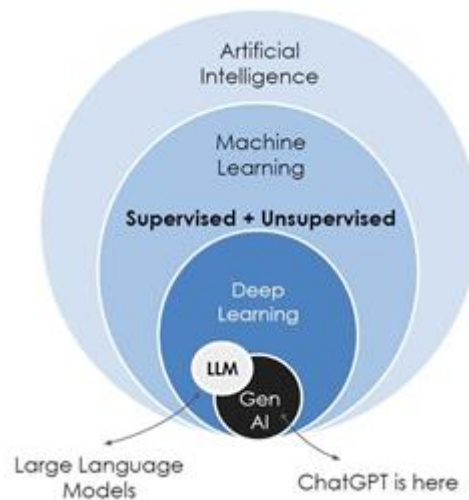 Artificial
Intelligence
Machine
Learning
Supervised + Unsupervised
Deep
Learning
LLM
Gen
AI
Large Language
Models
ChatGPT is here